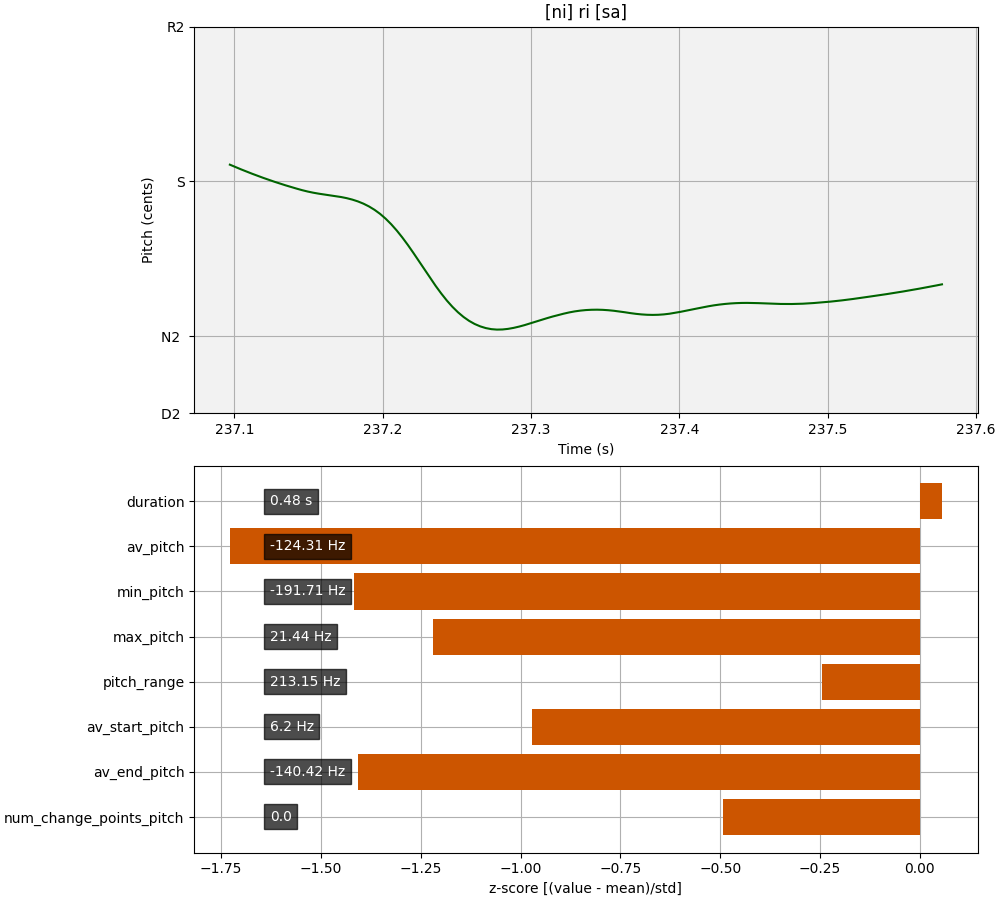 [ni] ri [sa]
R2
S
N2
D2
Pitch (cents)
237.1 237.2 237.3 237.4 237.5 237.6
Time (s)
duration 0.48 s
av_pitch -124.31 Hz
min_pitch -191.71 Hz
max_pitch 21.44 Hz
pitch_range 213.15 Hz
av_start_pitch 6.2 Hz
av_end_pitch -140.42 Hz
num_change_points_pitch 0.0
−1.75 −1.50 −1.25 −1.00 −0.75 −0.50 −0.25 0.00
z-score [(value - mean)/std]